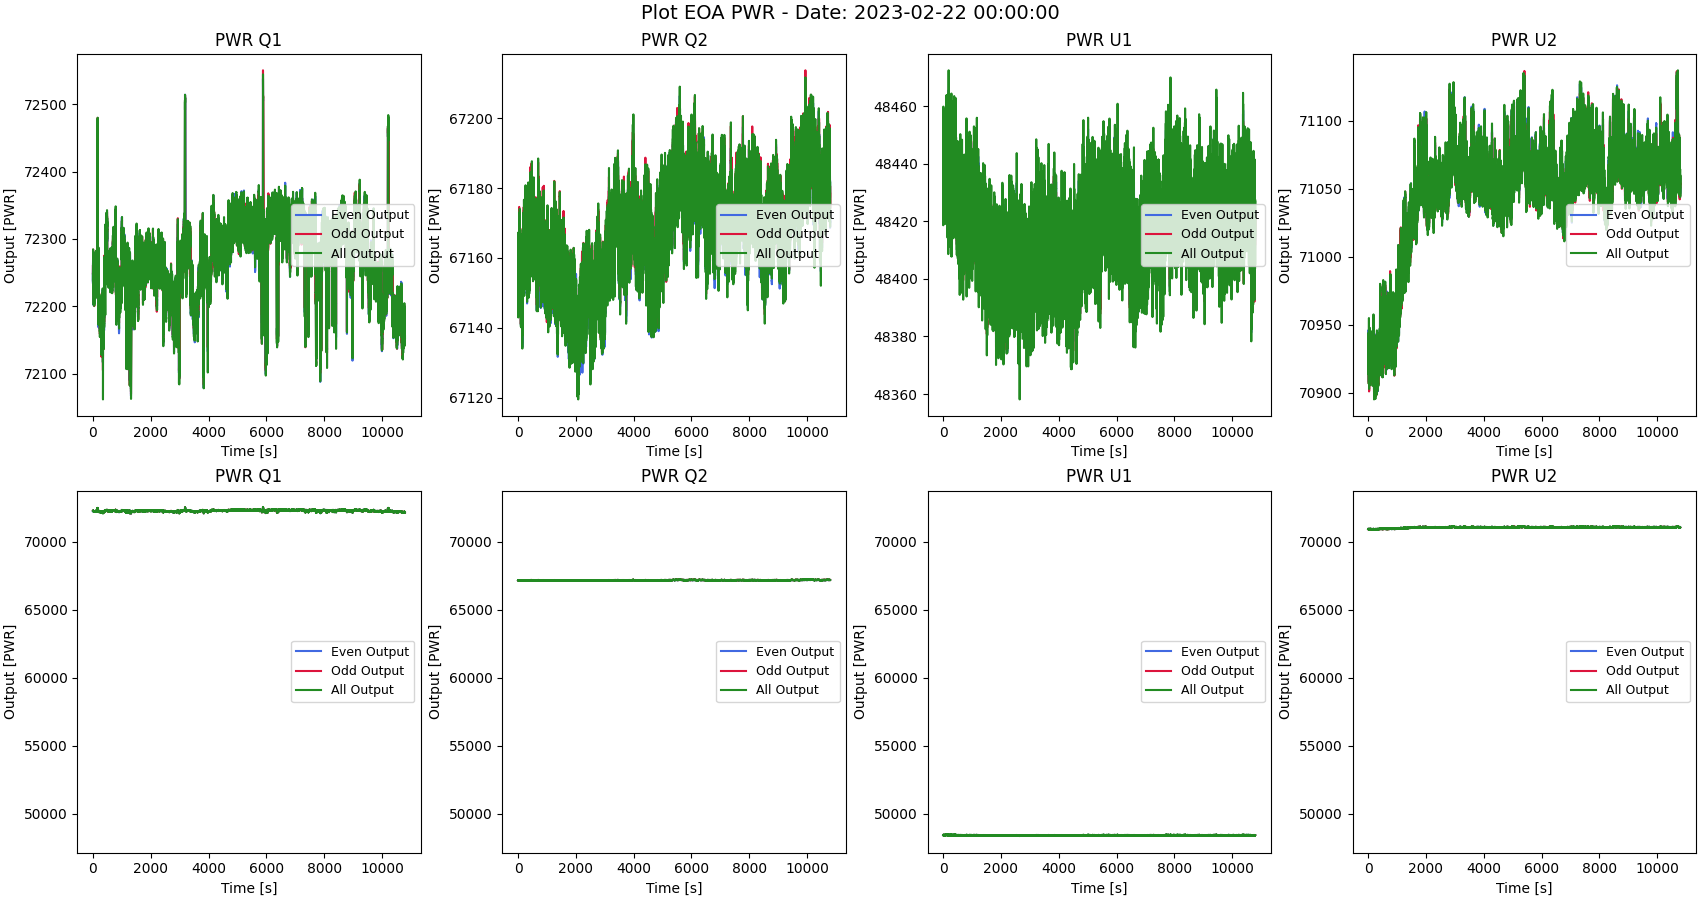 Plot EOA PWR - Date: 2023-02-22 00:00:00
PWR Q1
72500
72400
72300
72200
72100
Output [PWR]
Even Output
Odd Output
All Output
0 2000 4000 6000 8000 10000
Time [s]
PWR Q2
67200
67180
67160
67140
67120
Output [PWR]
Even Output
Odd Output
All Output
0 2000 4000 6000 8000 10000
Time [s]
PWR U1
48460
48440
48420
48400
48380
48360
Output [PWR]
Even Output
Odd Output
All Output
0 2000 4000 6000 8000 10000
Time [s]
PWR U2
71100
71050
71000
70950
70900
Output [PWR]
Even Output
Odd Output
All Output
0 2000 4000 6000 8000 10000
Time [s]
PWR Q1
70000
65000
60000
55000
50000
Output [PWR]
Even Output
Odd Output
All Output
0 2000 4000 6000 8000 10000
Time [s]
PWR Q2
70000
65000
60000
55000
50000
Output [PWR]
Even Output
Odd Output
All Output
0 2000 4000 6000 8000 10000
Time [s]
PWR U1
70000
65000
60000
55000
50000
Output [PWR]
Even Output
Odd Output
All Output
0 2000 4000 6000 8000 10000
Time [s]
PWR U2
70000
65000
60000
55000
50000
Output [PWR]
Even Output
Odd Output
All Output
0 2000 4000 6000 8000 10000
Time [s]